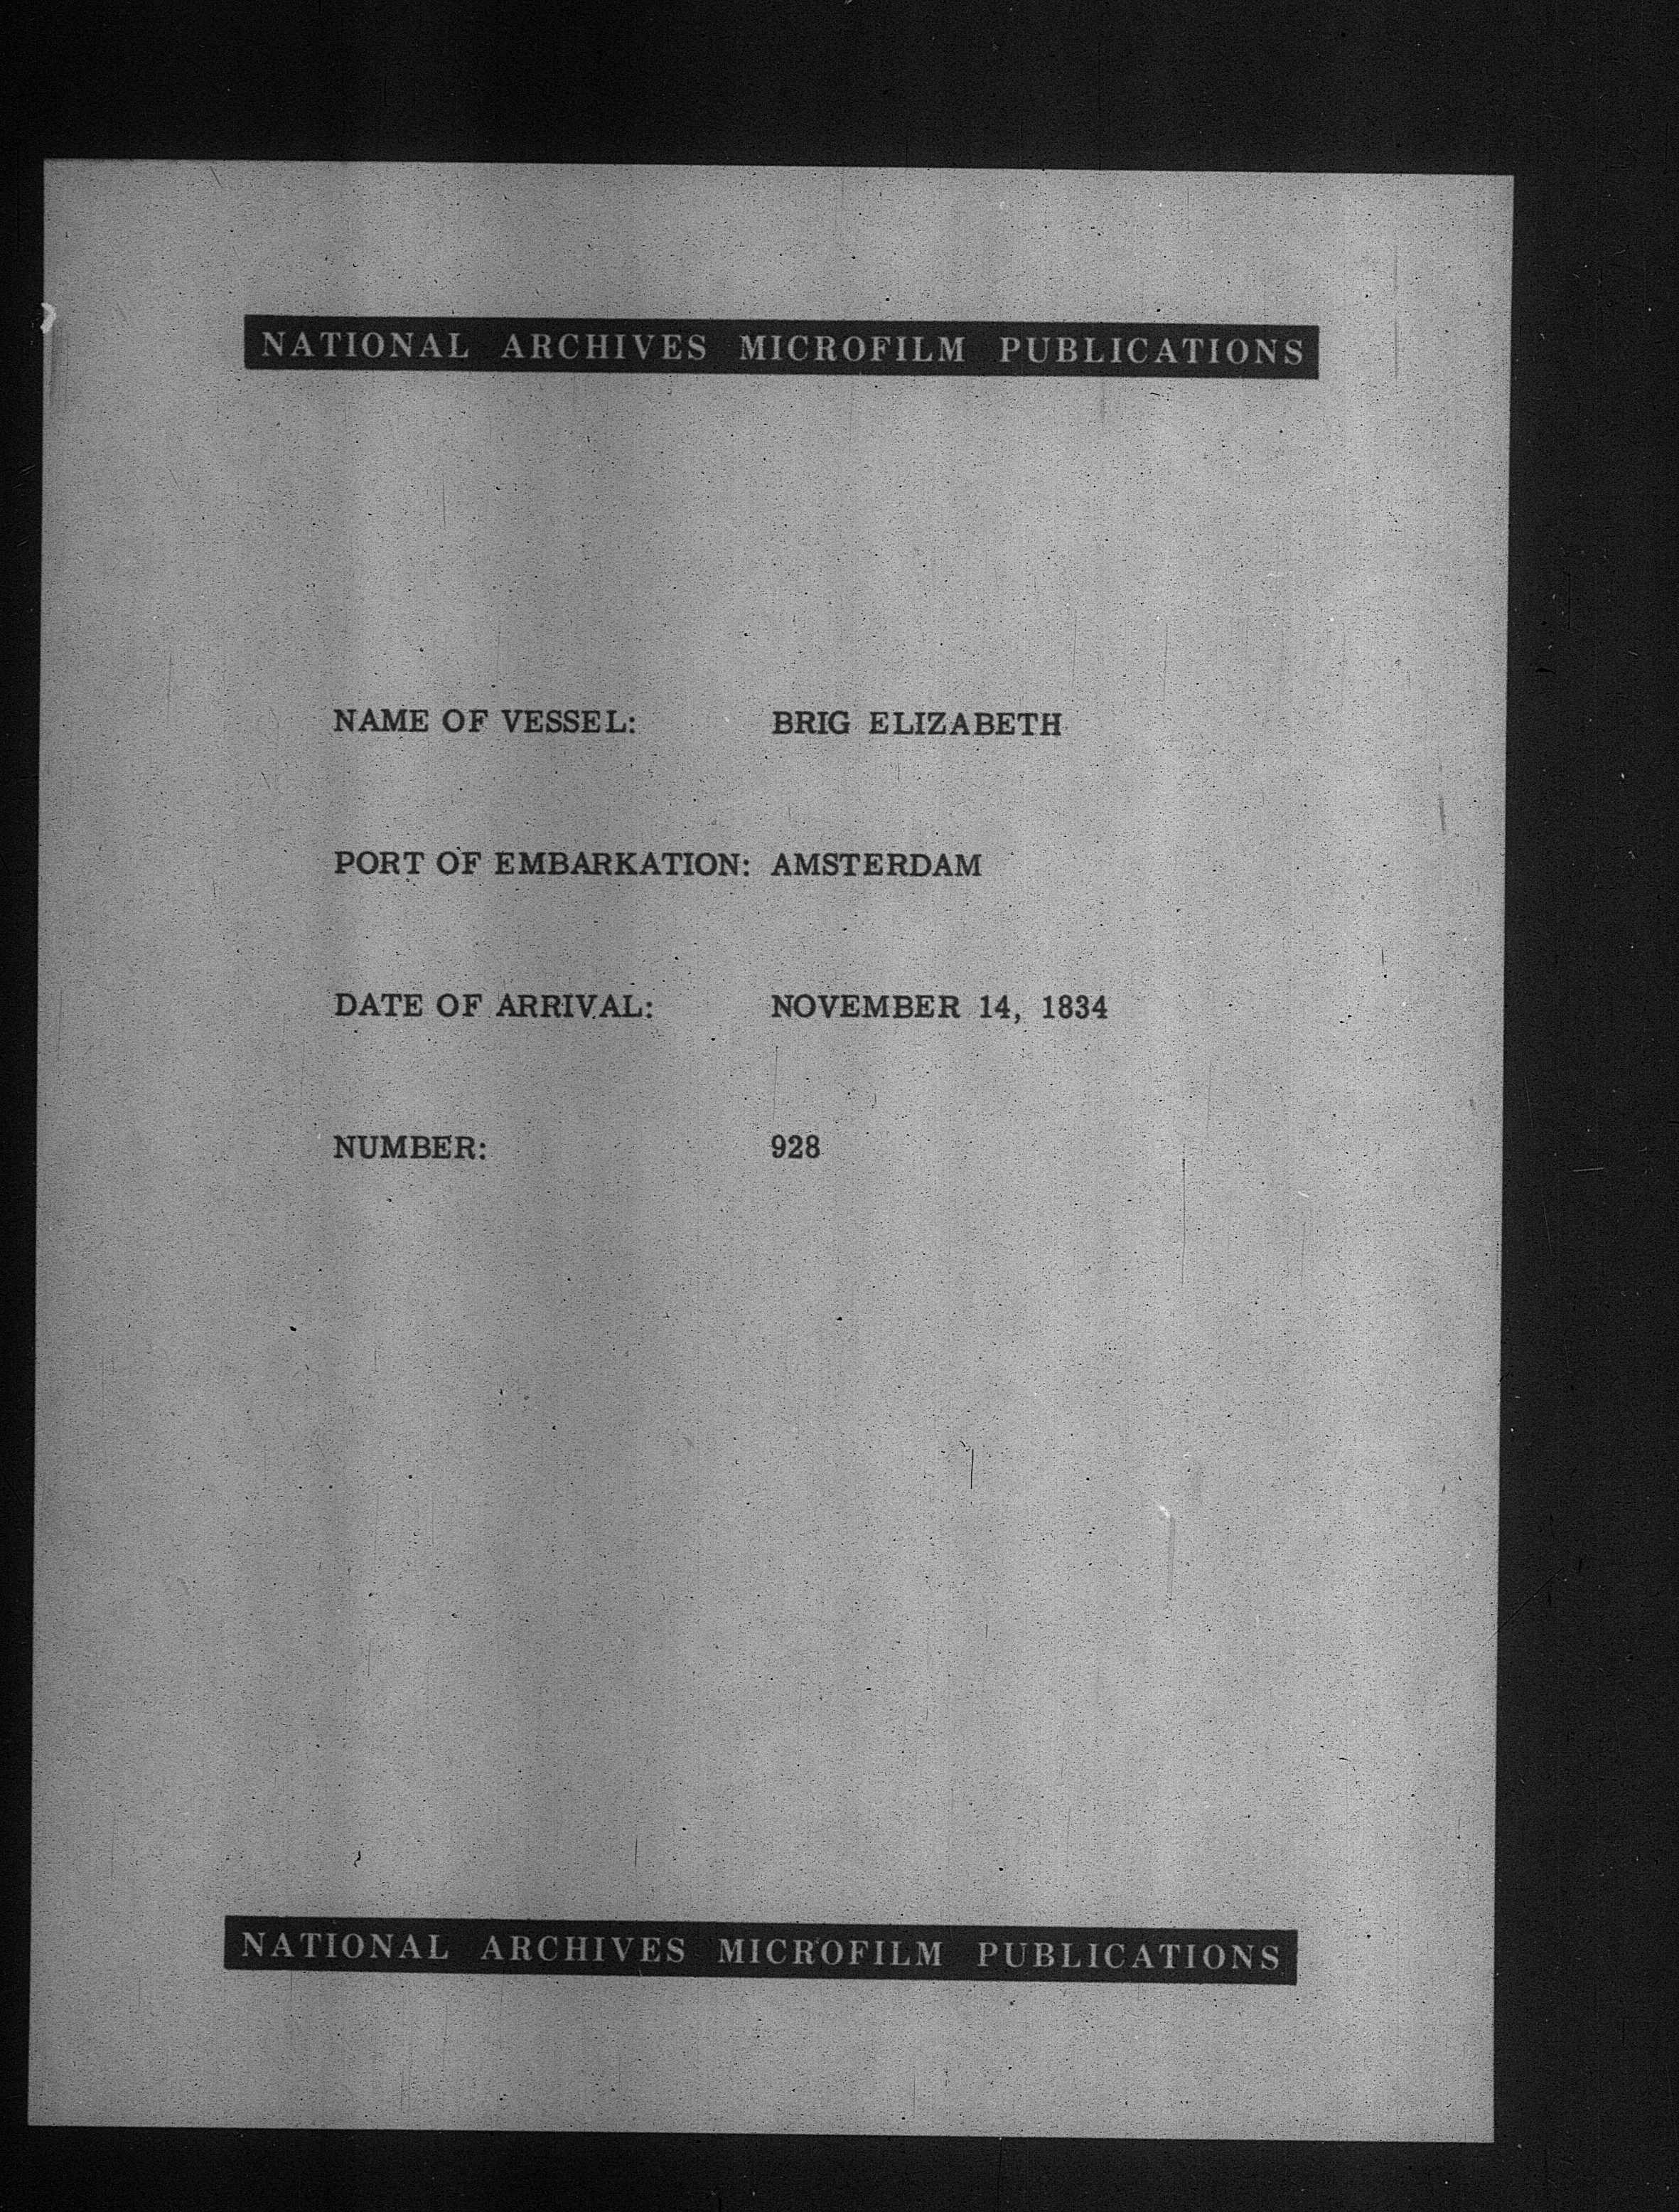 NATIONAL ARCHIVES MICROFILM PUBLICATIONS
NAME OF VESSEL: BRIG ELIZABETH
PORT OF EMBARKATION: AMSTERDAM
DATE OF ARRIVAL: NOVEMBER 14, 1834
NUMBER: 928
NATIONAL ARCHIVES MICROFILM PUBLICATIONS